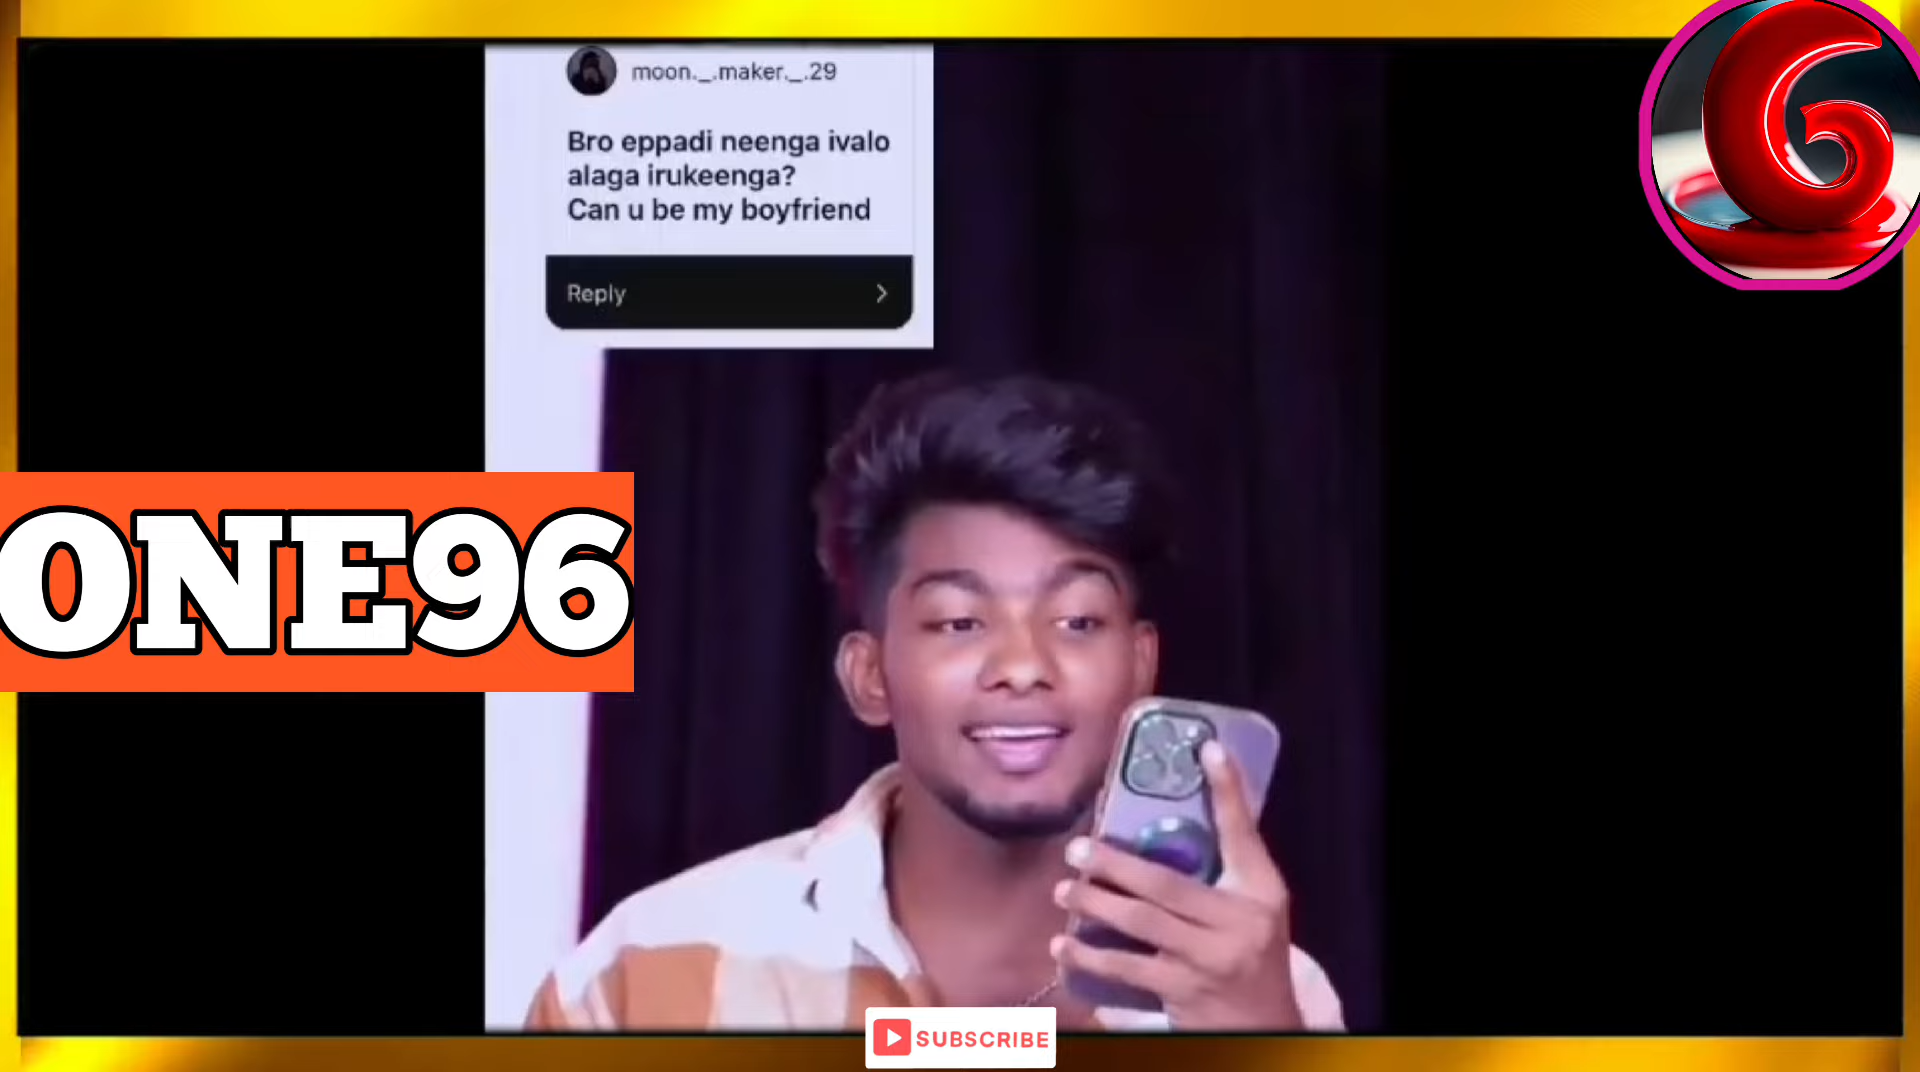 moon._.maker._.29
Bro eppadi neenga ivalo
alaga irukeenga?
Can u be my boyfriend
Reply
ONE96
SUBSCRIBE